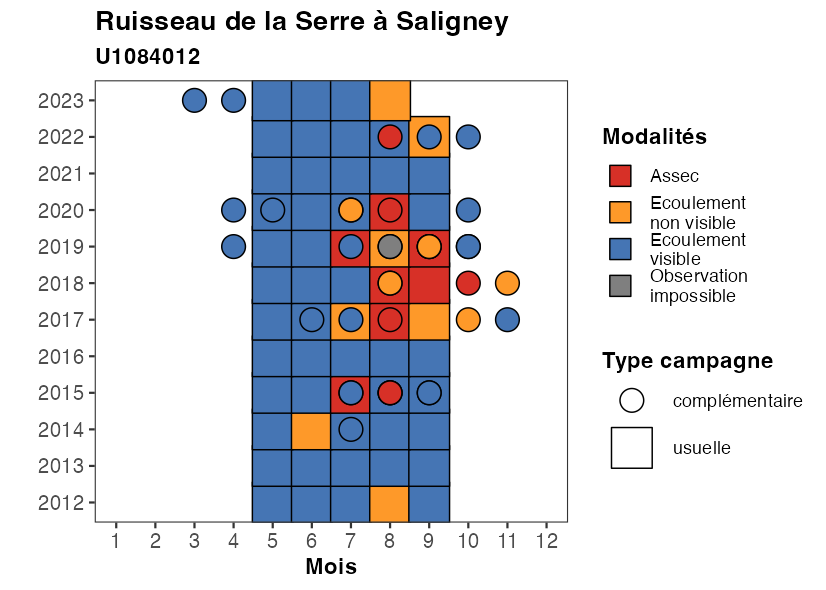 Ruisseau de la Serre à Saligney
U1084012
2023
2022
2021
2020
2019
2018
2017
2016
2015
2014
2013
2012
1 2 3 4 5 6 7 8 9 10 11 12
Mois
Modalités
Assec
Ecoulement
non visible
Ecoulement
visible
Observation
impossible
Type campagne
complémentaire
usuelle